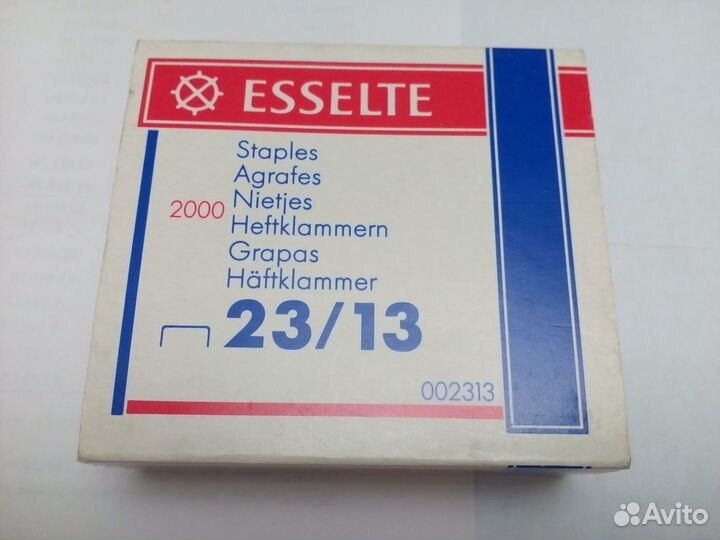 ESSELTE
Staples
Agrafes
2000 Nietjes
Heftklammern
Grapas
Häftklammer
23/13
002313
Avito